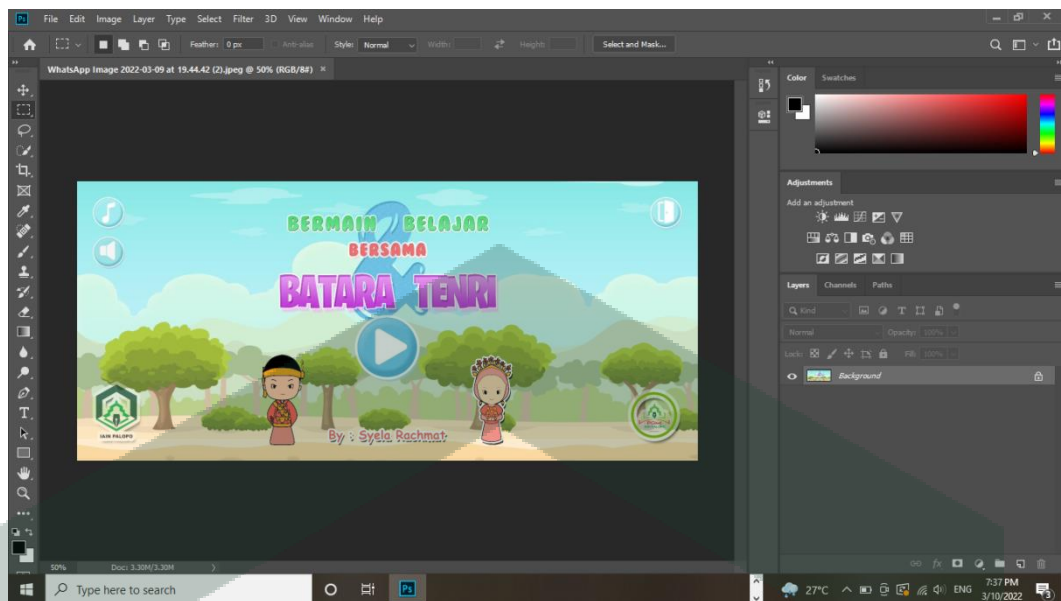 Ps File Edit Image Layer Type Select Filter 3D View Window Help
Feather: 0 px Anti-alias Style: Normal Width: Height: Select and Mask...
WhatsApp Image 2022-03-09 at 19.44.42 (2).jpeg @ 50% (RGB/8#) ×
Color Swatches
Adjustments
Add an adjustment
Layers Channels Paths
Kind
Normal Opacity: 100%
Lock: Fill: 100%
Background
BERMAIN & BELAJAR
BERSAMA
BATARA TENRI
IAIN PALOPO
By : Syela Rachmat
50% Doc: 3.30M/3.30M
Type here to search
Ps
27°C ENG 7:37 PM
3/10/2022
3